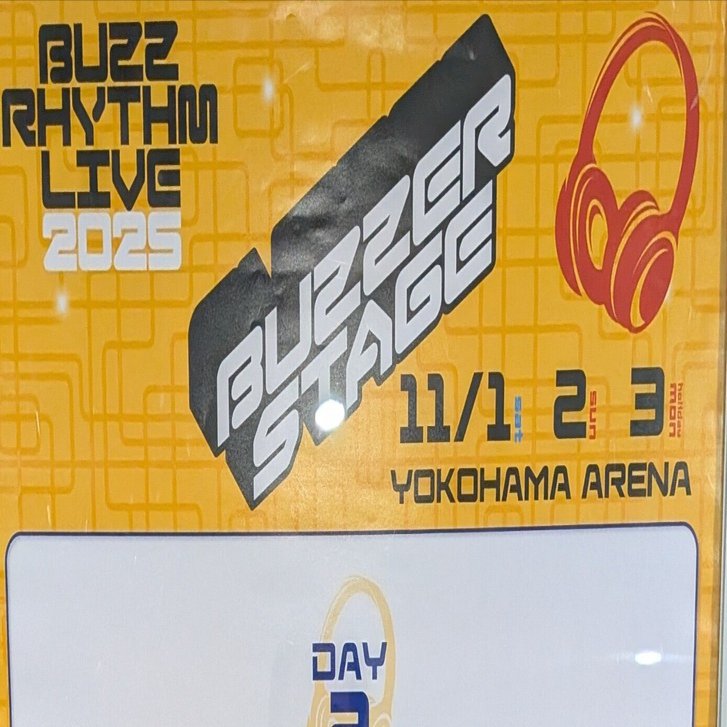 BUZZ
RHYTHM
LIVE
2025
BUZZER
STAGE
11/1 sat 2 sun 3 mon holiday
YOKOHAMA ARENA
DAY